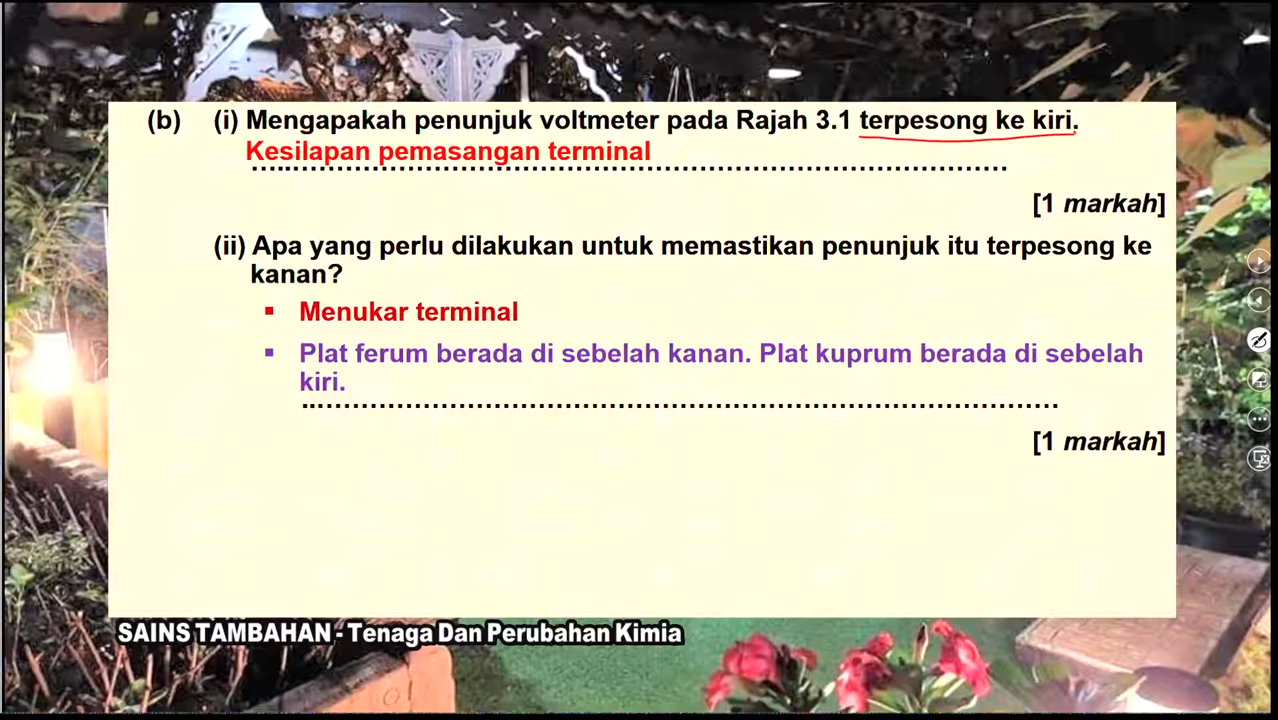 (b) (i) Mengapakah penunjuk voltmeter pada Rajah 3.1 terpesong ke kiri.
Kesilapan pemasangan terminal
[1 markah]
(ii) Apa yang perlu dilakukan untuk memastikan penunjuk itu terpesong ke
kanan?
▪ Menukar terminal
▪ Plat ferum berada di sebelah kanan. Plat kuprum berada di sebelah
kiri.
[1 markah]
SAINS TAMBAHAN - Tenaga Dan Perubahan Kimia